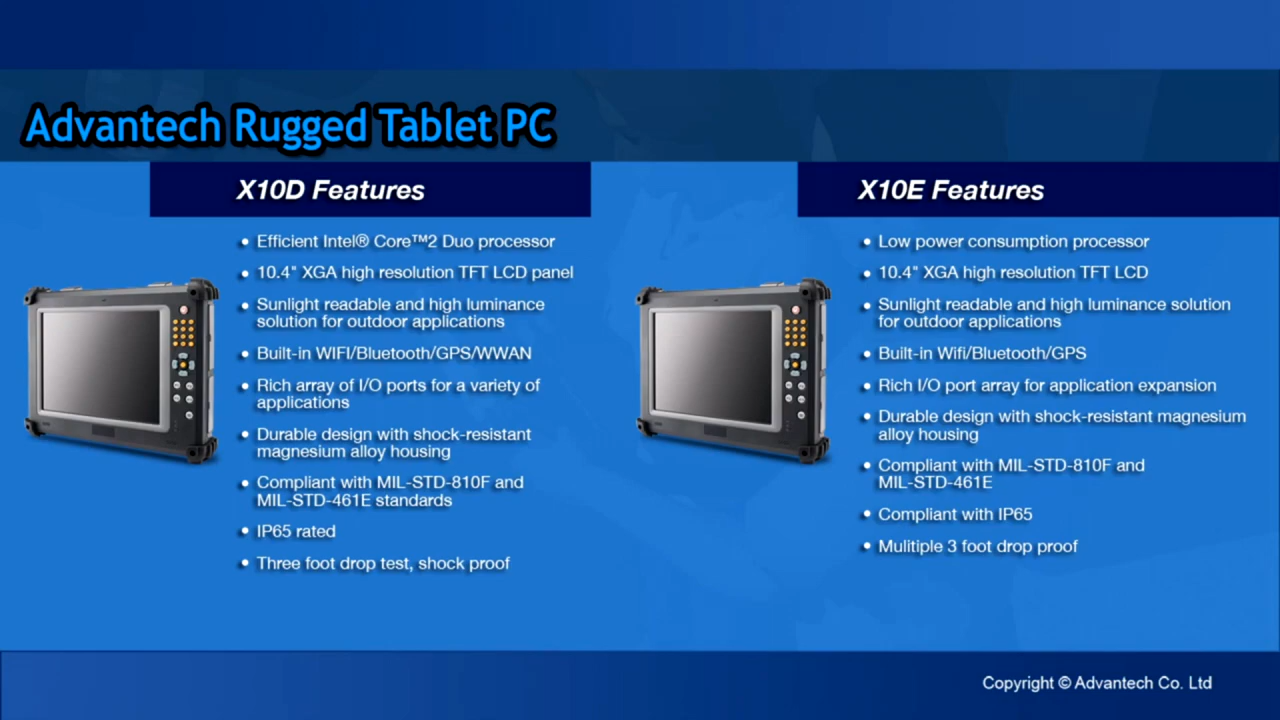 Advantech Rugged Tablet PC
X10D Features
• Efficient Intel® Core™2 Duo processor
• 10.4" XGA high resolution TFT LCD panel
• Sunlight readable and high luminance
solution for outdoor applications
• Built-in WIFI/Bluetooth/GPS/WWAN
• Rich array of I/O ports for a variety of
applications
• Durable design with shock-resistant
magnesium alloy housing
• Compliant with MIL-STD-810F and
MIL-STD-461E standards
• IP65 rated
• Three foot drop test, shock proof
X10E Features
• Low power consumption processor
• 10.4" XGA high resolution TFT LCD
• Sunlight readable and high luminance solution
for outdoor applications
• Built-in Wifi/Bluetooth/GPS
• Rich I/O port array for application expansion
• Durable design with shock-resistant magnesium
alloy housing
• Compliant with MIL-STD-810F and
MIL-STD-461E
• Compliant with IP65
• Mulitiple 3 foot drop proof
Copyright © Advantech Co. Ltd